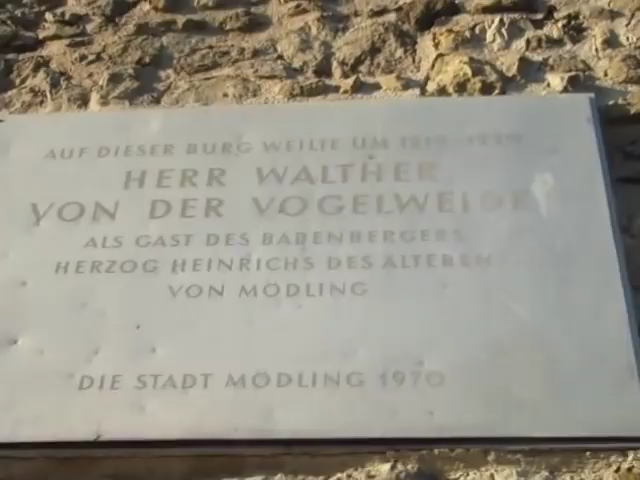 AUF DIESER BURG WEILTE UM
HERR WALTHER
VON DER VOGELWEIDE
ALS GAST DES BABENBERGERS
HERZOG HEINRICHS DES ÄLTEREN
VON MÖDLING
DIE STADT MÖDLING 1970